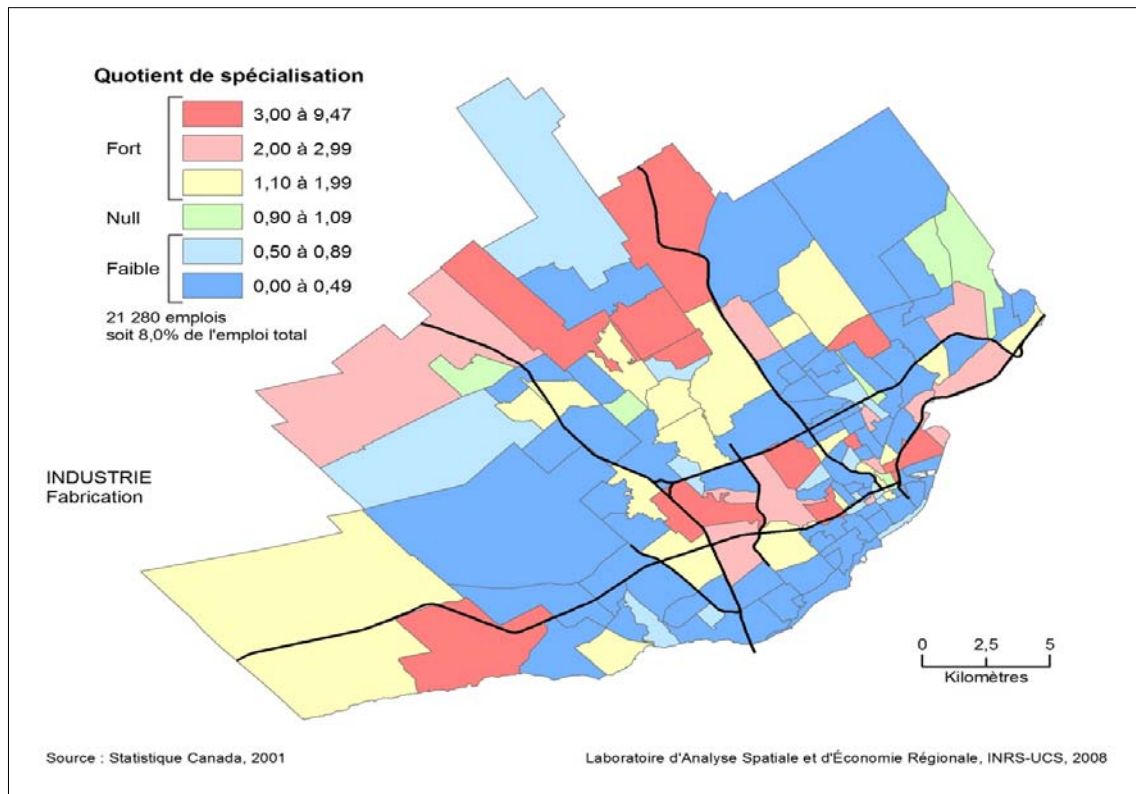 Quotient de spécialisation
3,00 à 9,47
Fort
2,00 à 2,99
1,10 à 1,99
Null
0,90 à 1,09
0,50 à 0,89
Faible
0,00 à 0,49
21 280 emplois
soit 8,0% de l'emploi total
INDUSTRIE
Fabrication
0 2,5 5
Kilomètres
Source : Statistique Canada, 2001
Laboratoire d'Analyse Spatiale et d'Économie Régionale, INRS-UCS, 2008